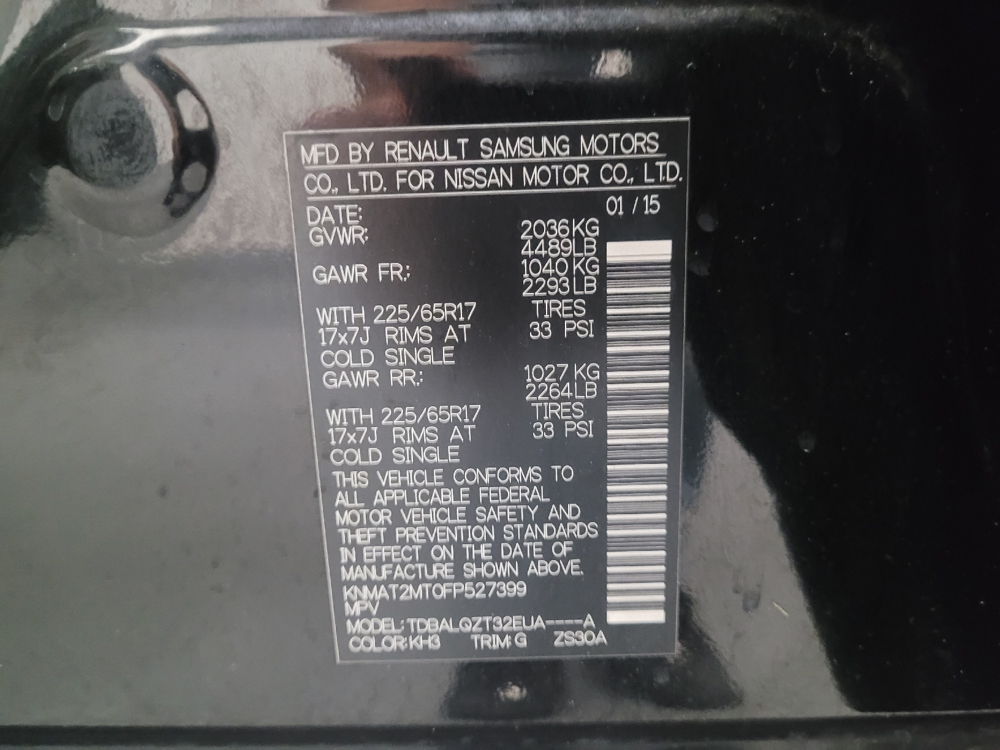 MFD BY RENAULT SAMSUNG MOTORS
CO., LTD. FOR NISSAN MOTOR CO., LTD.
DATE: 01 / 15
GVWR: 2036KG
4489LB
GAWR FR.: 1040 KG
2293LB
WITH 225/65R17 TIRES
17x7J RIMS AT 33 PSI
COLD SINGLE
GAWR RR.: 1027 KG
2264LB
WITH 225/65R17 TIRES
17x7J RIMS AT 33 PSI
COLD SINGLE
THIS VEHICLE CONFORMS TO
ALL APPLICABLE FEDERAL
MOTOR VEHICLE SAFETY AND
THEFT PREVENTION STANDARDS
IN EFFECT ON THE DATE OF
MANUFACTURE SHOWN ABOVE.
KNMAT2MT0FP527399
MPV
MODEL: TDBALQZT32EUA----A
COLOR:KH3 TRIM:G ZS30A